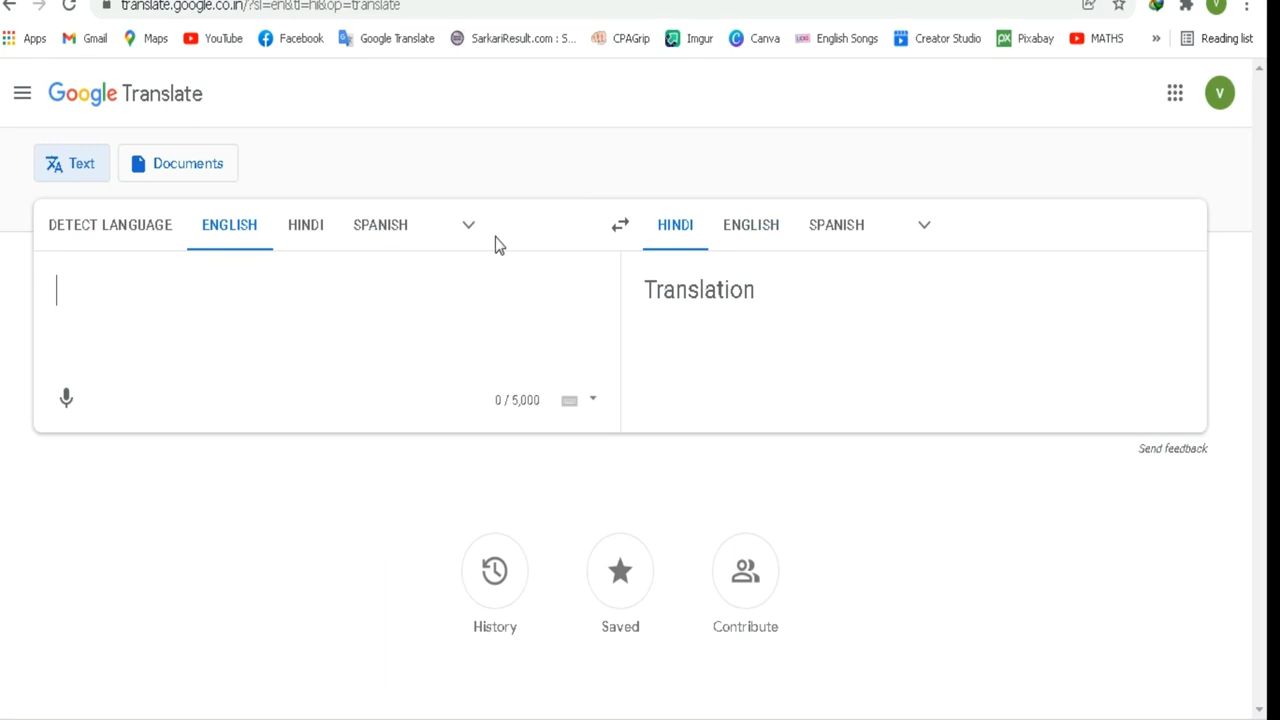 translate.google.co.in/?sl=en&tl=hi&op=translate
V
Apps Gmail Maps YouTube Facebook Google Translate SarkariResult.com : S... CPAGrip Imgur Canva English Songs Creator Studio Pixabay MATHS » Reading list
Google Translate
V
Text Documents
DETECT LANGUAGE ENGLISH HINDI SPANISH HINDI ENGLISH SPANISH
Translation
0 / 5,000
Send feedback
History Saved Contribute